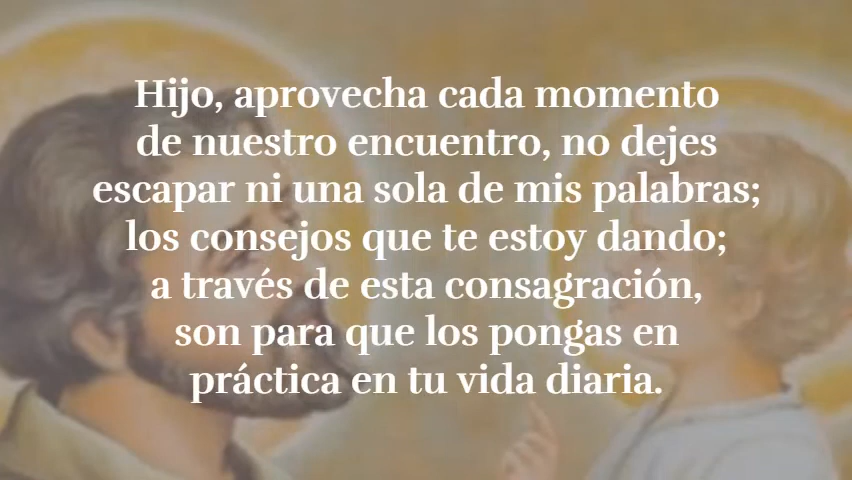 Hijo, aprovecha cada momento
de nuestro encuentro, no dejes
escapar ni una sola de mis palabras;
los consejos que te estoy dando;
a través de esta consagración,
son para que los pongas en
práctica en tu vida diaria.